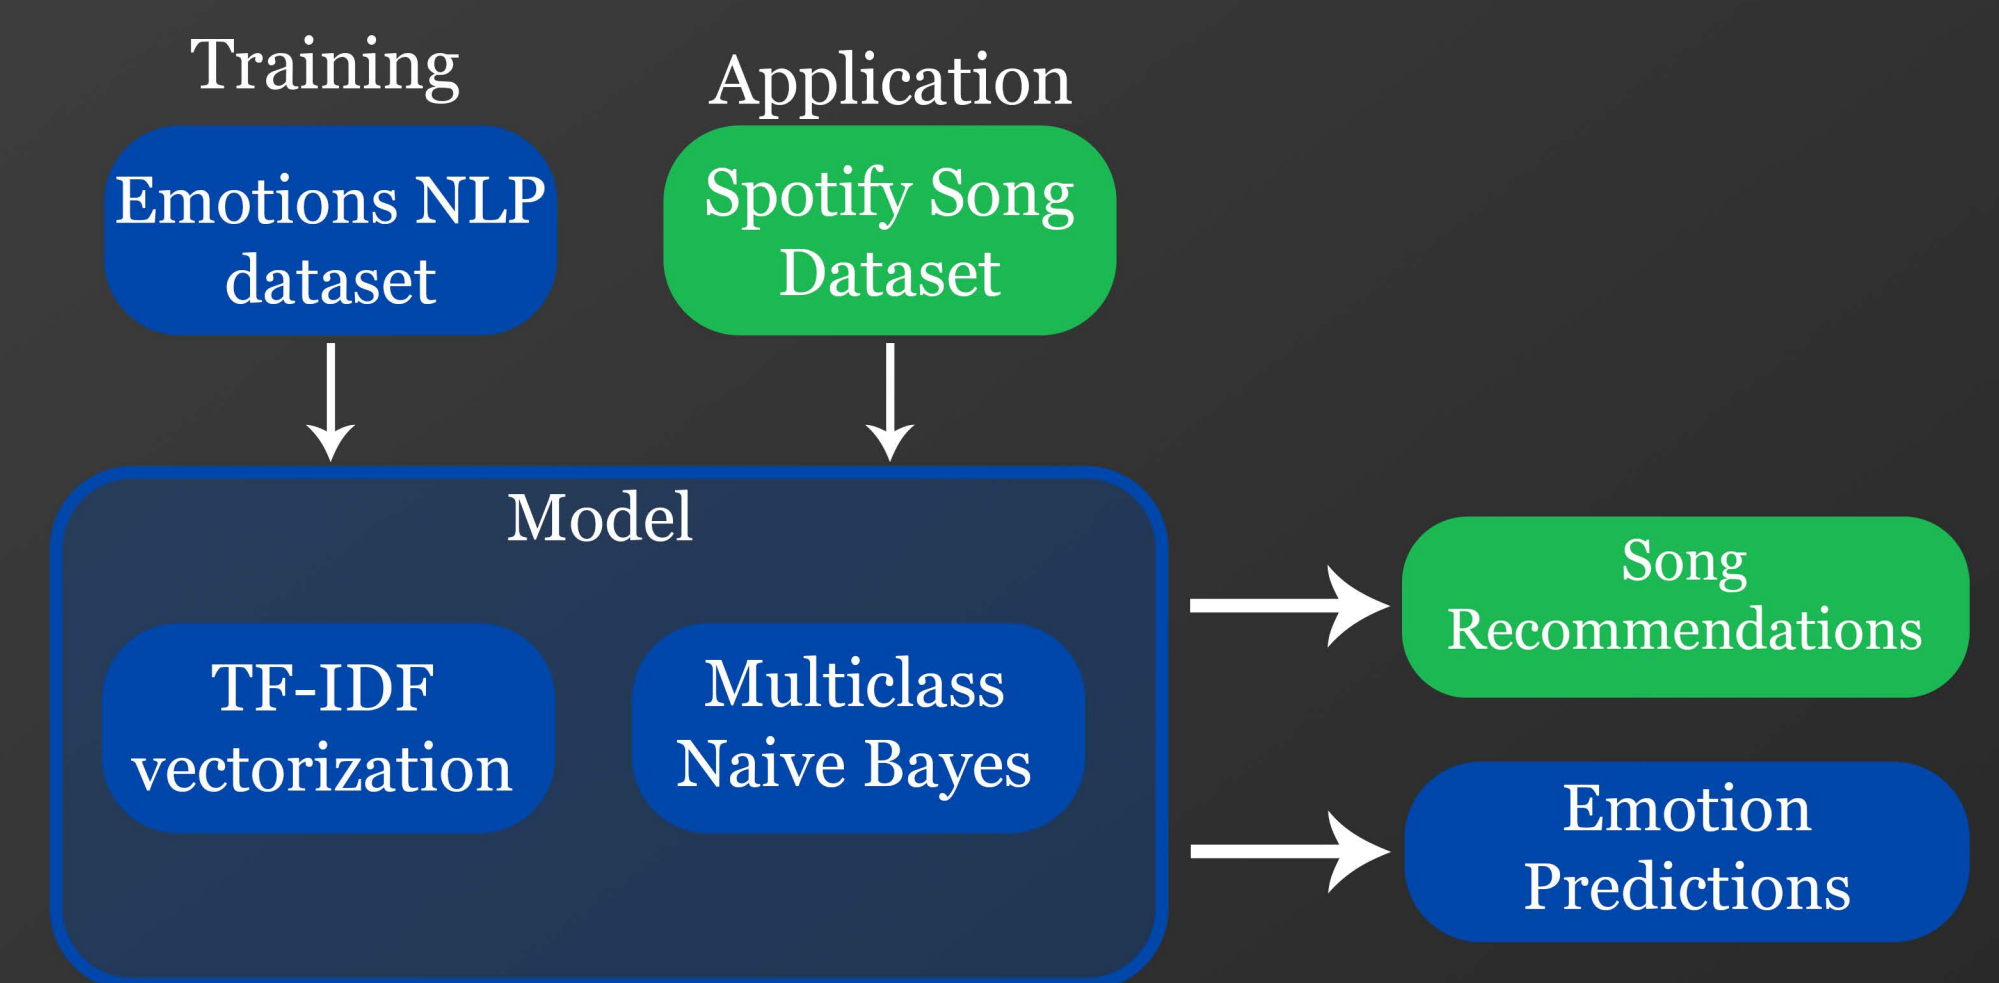 Training
Emotions NLP
dataset
Application
Spotify Song
Dataset
Model
TF-IDF
vectorization
Multiclass
Naive Bayes
Song
Recommendations
Emotion
Predictions